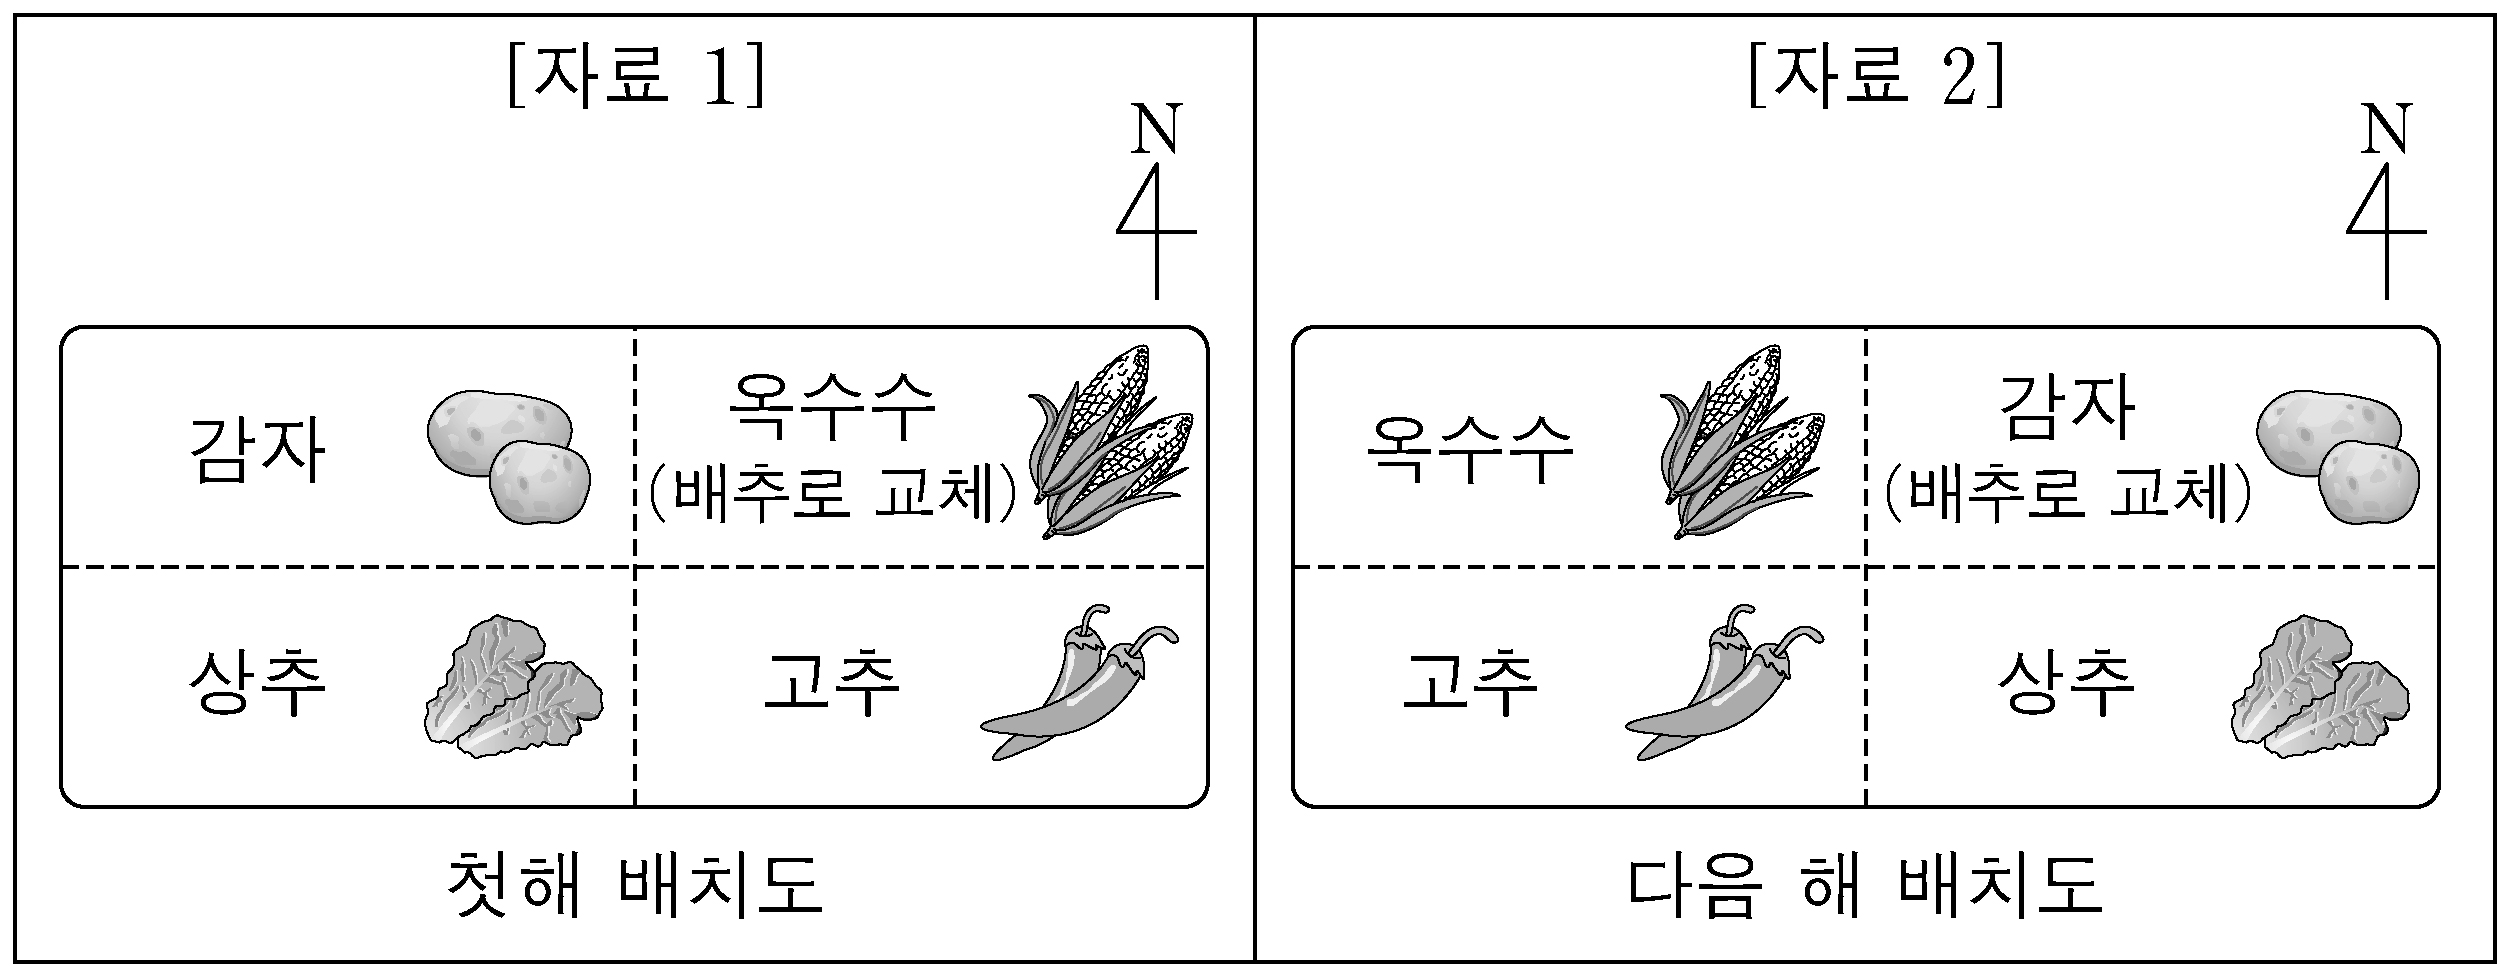 [자료 1]
N
감자
옥수수
(배추로 교체)
상추
고추
첫해 배치도
[자료 2]
N
옥수수
감자
(배추로 교체)
고추
상추
다음 해 배치도